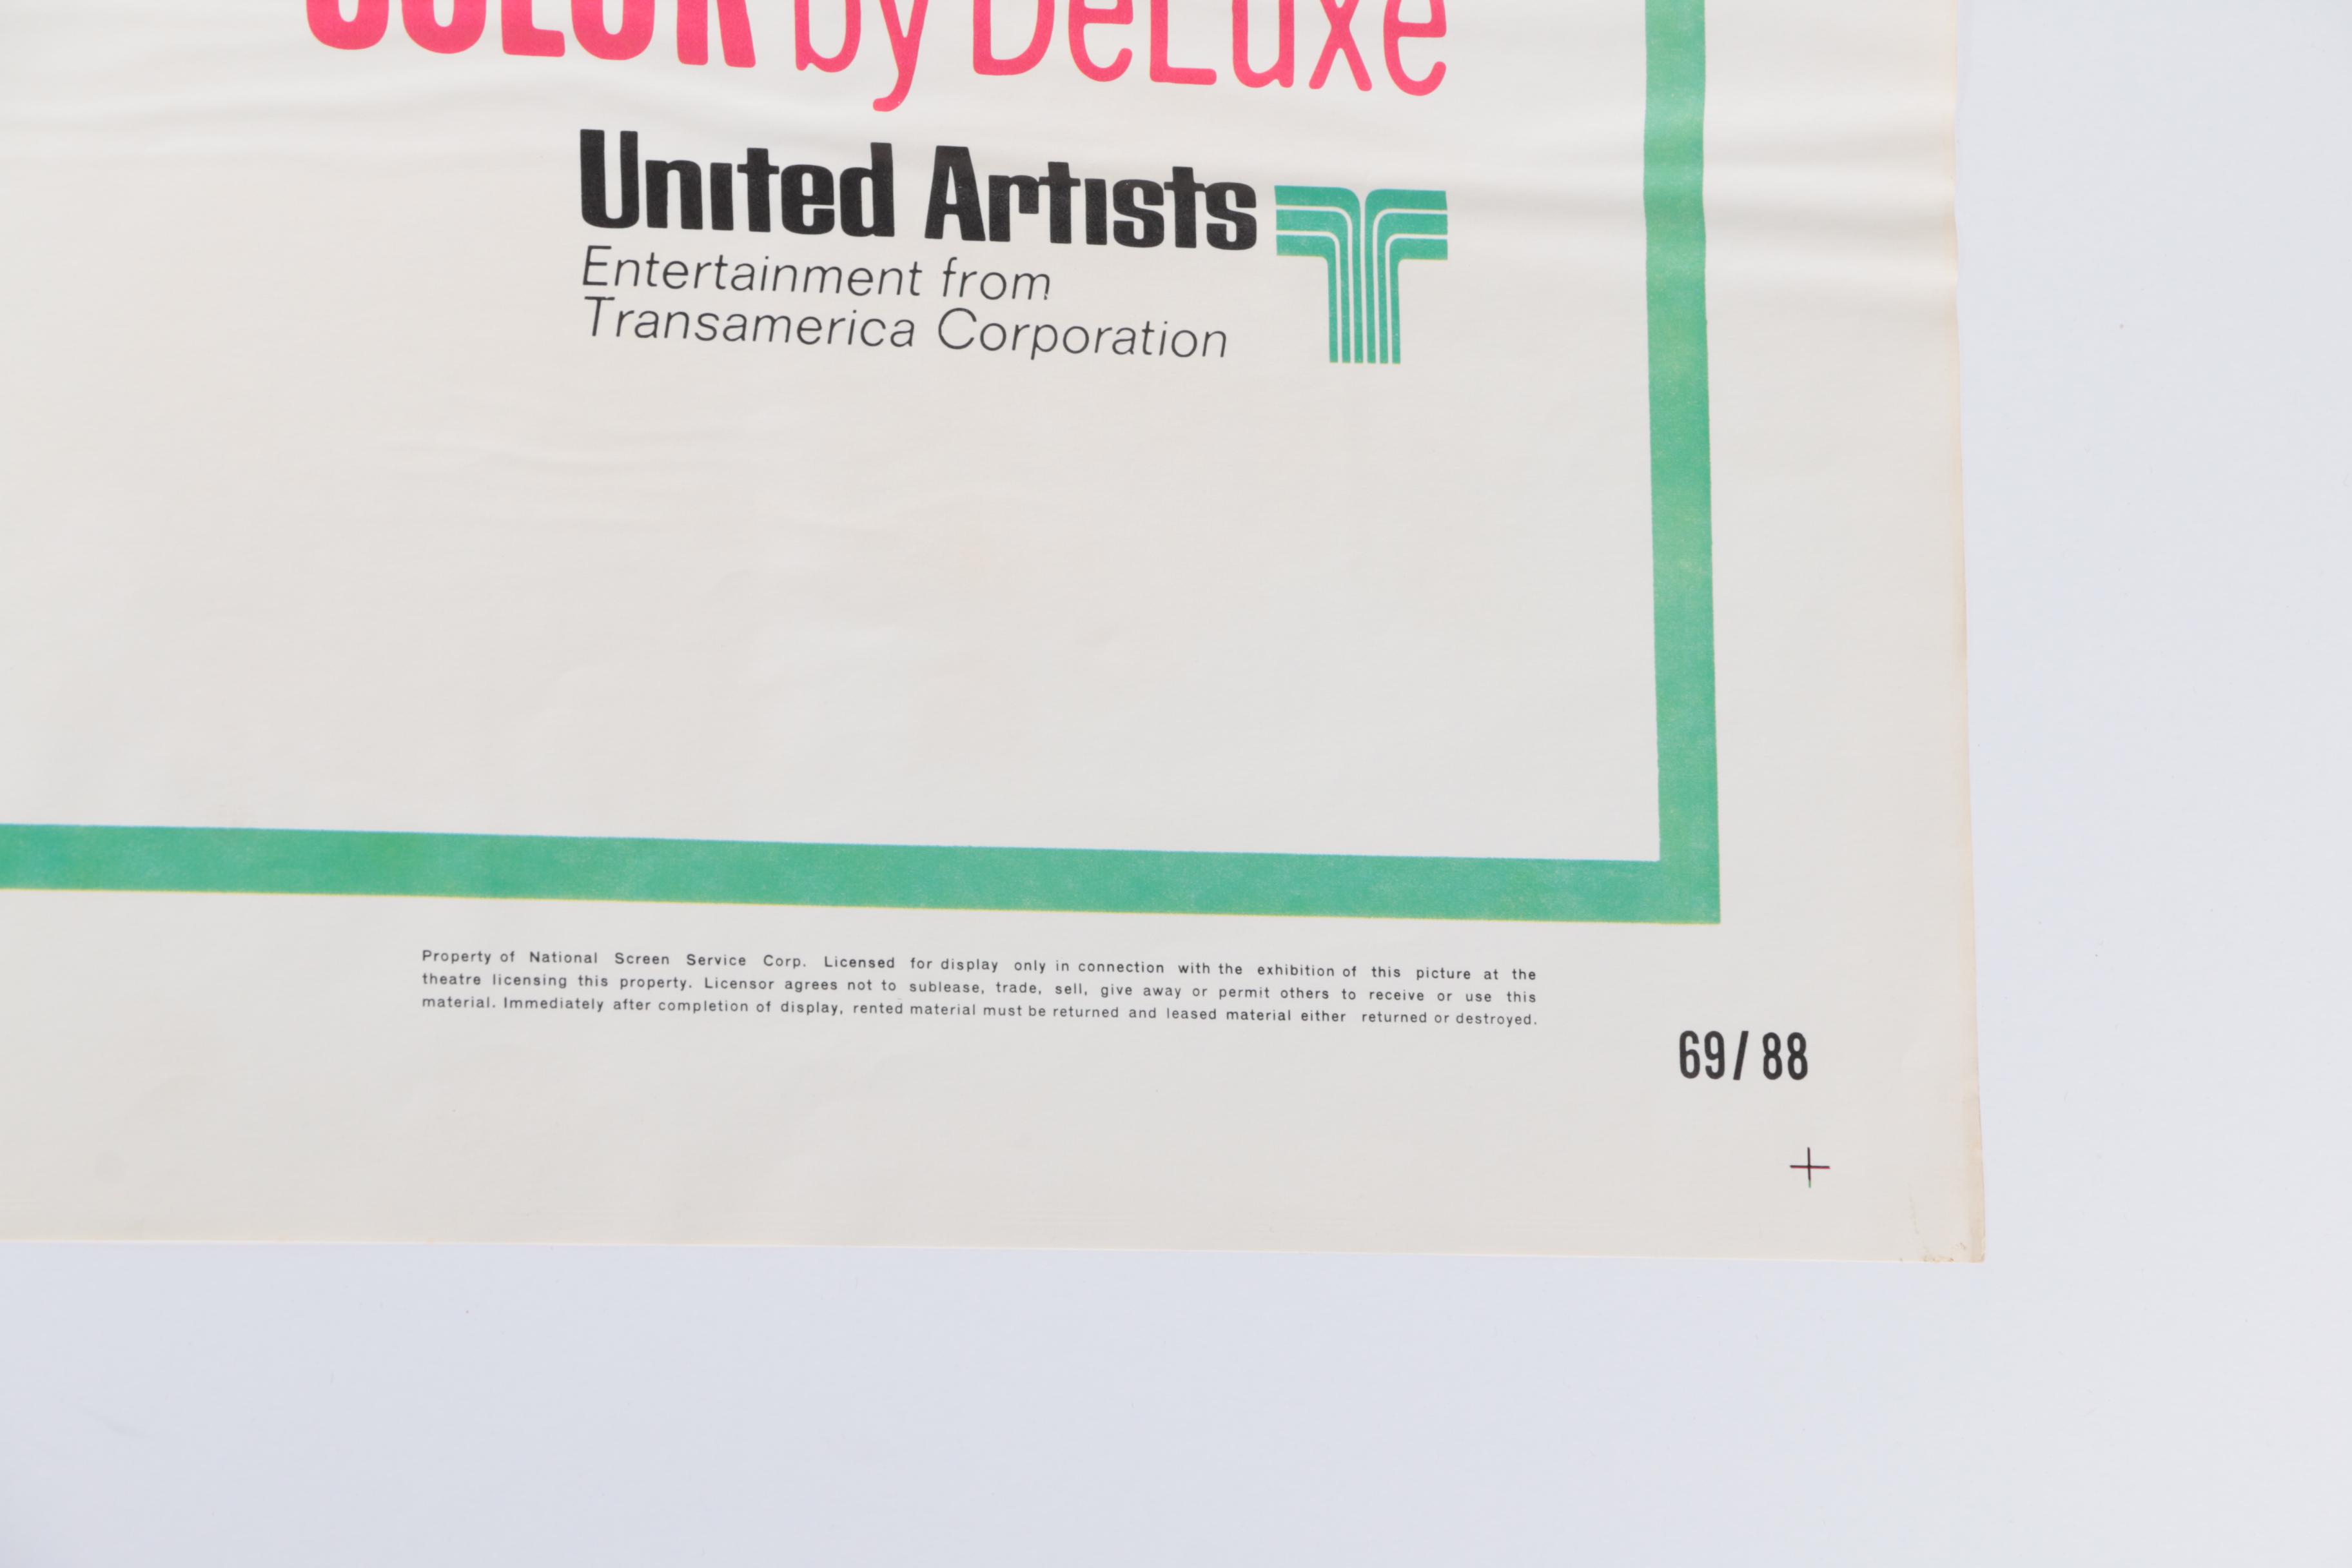 COLOR by DeLuxe
United Artists
Entertainment from
Transamerica Corporation
Property of National Screen Service Corp. Licensed for display only in connection with the exhibition of this picture at the
theatre licensing this property. Licensor agrees not to sublease, trade, sell, give away or permit others to receive or use this
material. Immediately after completion of display, rented material must be returned and leased material either returned or destroyed.
69/88